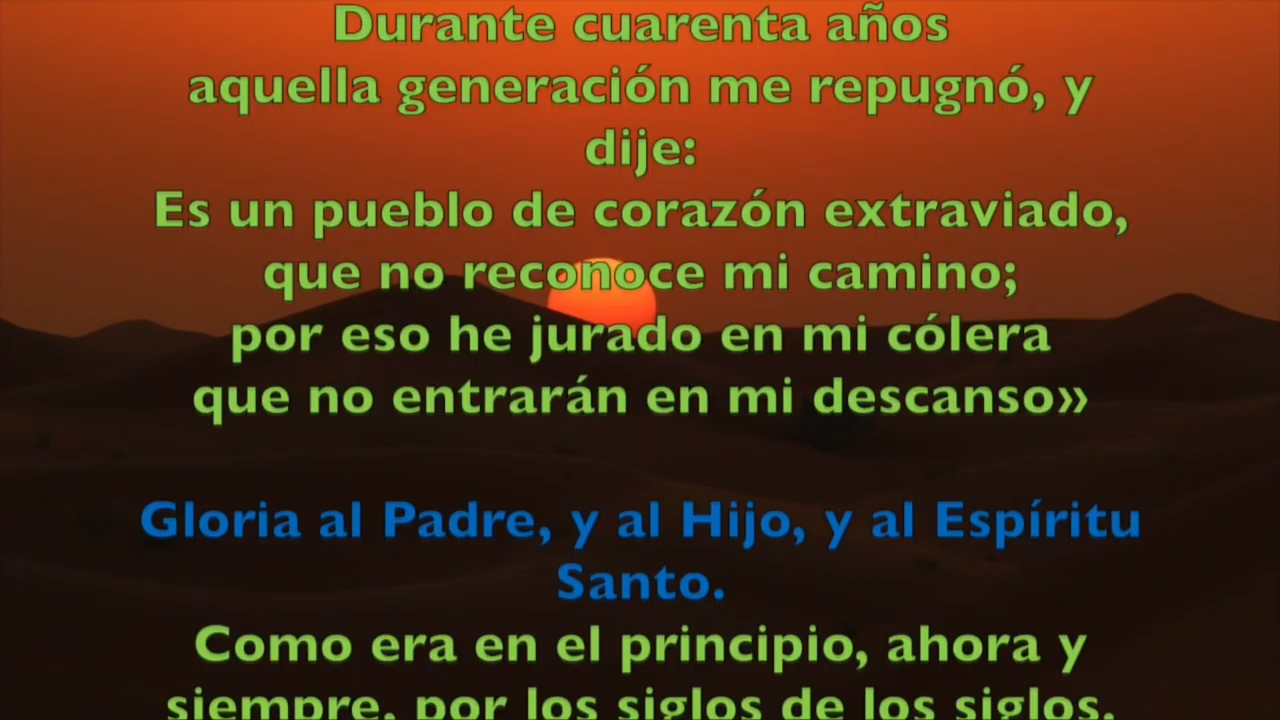 Durante cuarenta años
aquella generación me repugnó, y
dije:
Es un pueblo de corazón extraviado,
que no reconoce mi camino;
por eso he jurado en mi cólera
que no entrarán en mi descanso»
Gloria al Padre, y al Hijo, y al Espíritu
Santo.
Como era en el principio, ahora y
siempre, por los siglos de los siglos.